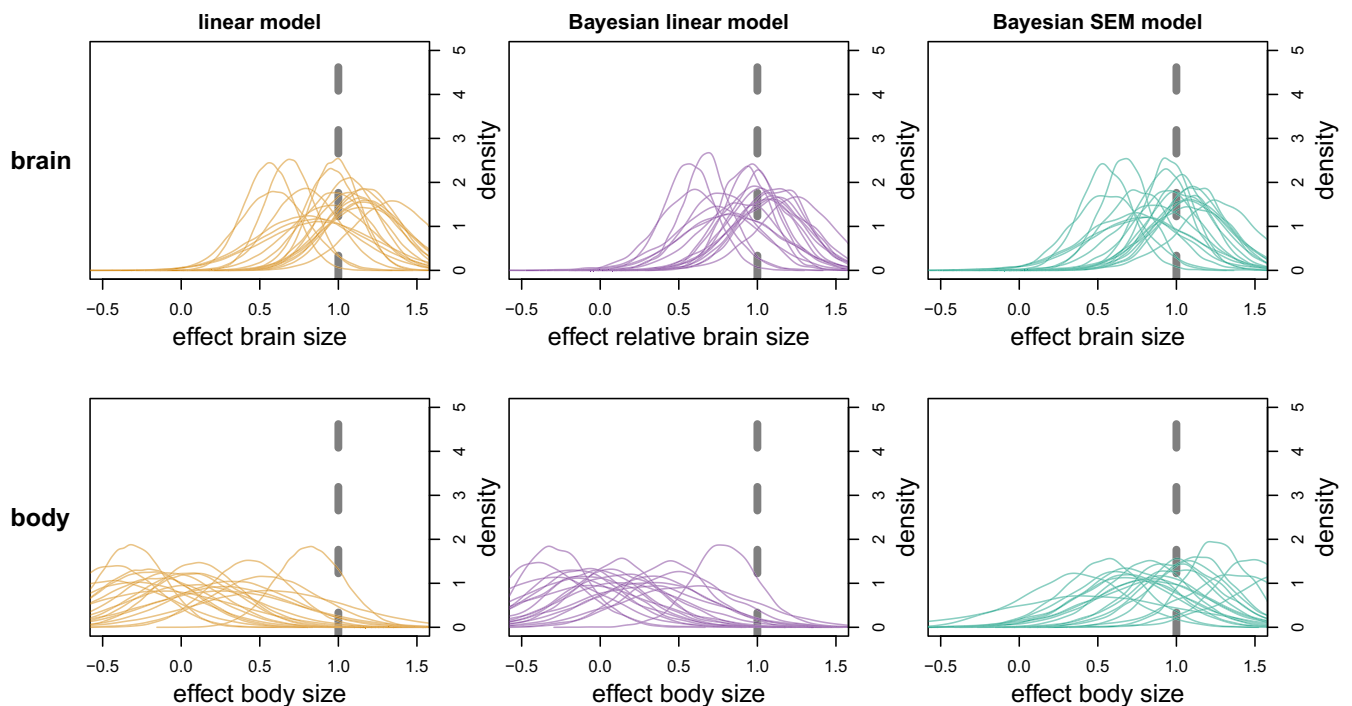 linear model
Bayesian linear model
Bayesian SEM model
brain
0 1 2 3 4 5
density
−0.5 0.0 0.5 1.0 1.5
effect brain size
0 1 2 3 4 5
density
−0.5 0.0 0.5 1.0 1.5
effect relative brain size
0 1 2 3 4 5
density
−0.5 0.0 0.5 1.0 1.5
effect brain size
body
0 1 2 3 4 5
density
−0.5 0.0 0.5 1.0 1.5
effect body size
0 1 2 3 4 5
density
−0.5 0.0 0.5 1.0 1.5
effect body size
0 1 2 3 4 5
density
−0.5 0.0 0.5 1.0 1.5
effect body size